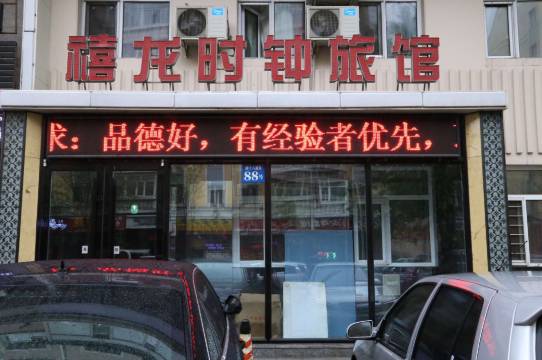 禧龙时钟旅馆
求：品德好，有经验者优先，
88号